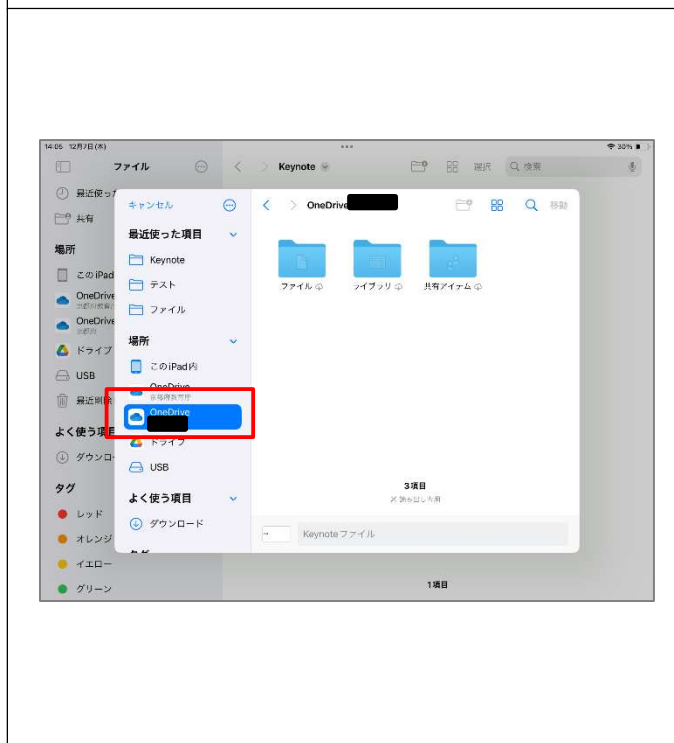 14:05 12月7日(木)
30%
ファイル
Keynote
選択
検索
最近使っ
共有
場所
このiPad
OneDrive
OneDrive
ドライブ
USB
最近削除
よく使う項目
ダウンロー
タグ
レッド
オレンジ
イエロー
グリーン
キャンセル
最近使った項目
Keynote
テスト
ファイル
場所
このiPad内
OneDrive
京都府教育庁
OneDrive
ドライブ
USB
よく使う項目
ダウンロード
OneDrive
移動
ファイル
ライブラリ
共有アイテム
3項目
Keynoteファイル
1項目